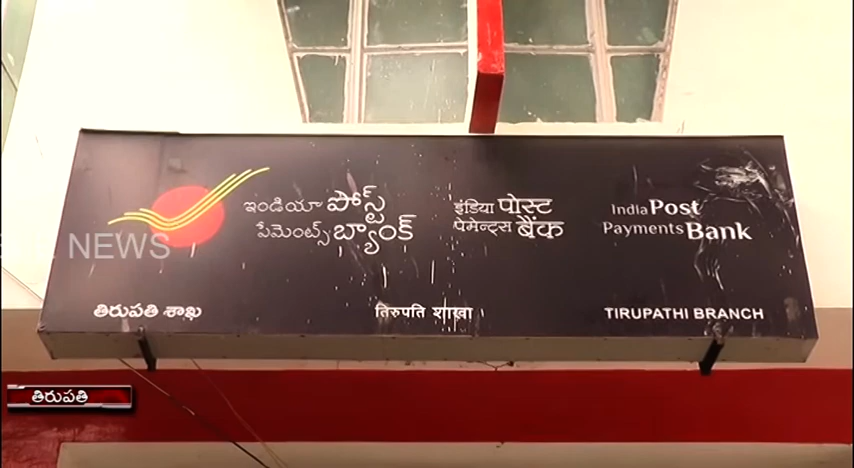 ఇండియా పోస్ట్
పేమెంట్స్ బ్యాంక్
इंडिया पोस्ट
पेमेन्ट्स बैंक
India Post
Payments Bank
NEWS
తిరుపతి శాఖ
तिरुपति शाखा
TIRUPATHI BRANCH
తిరుపతి